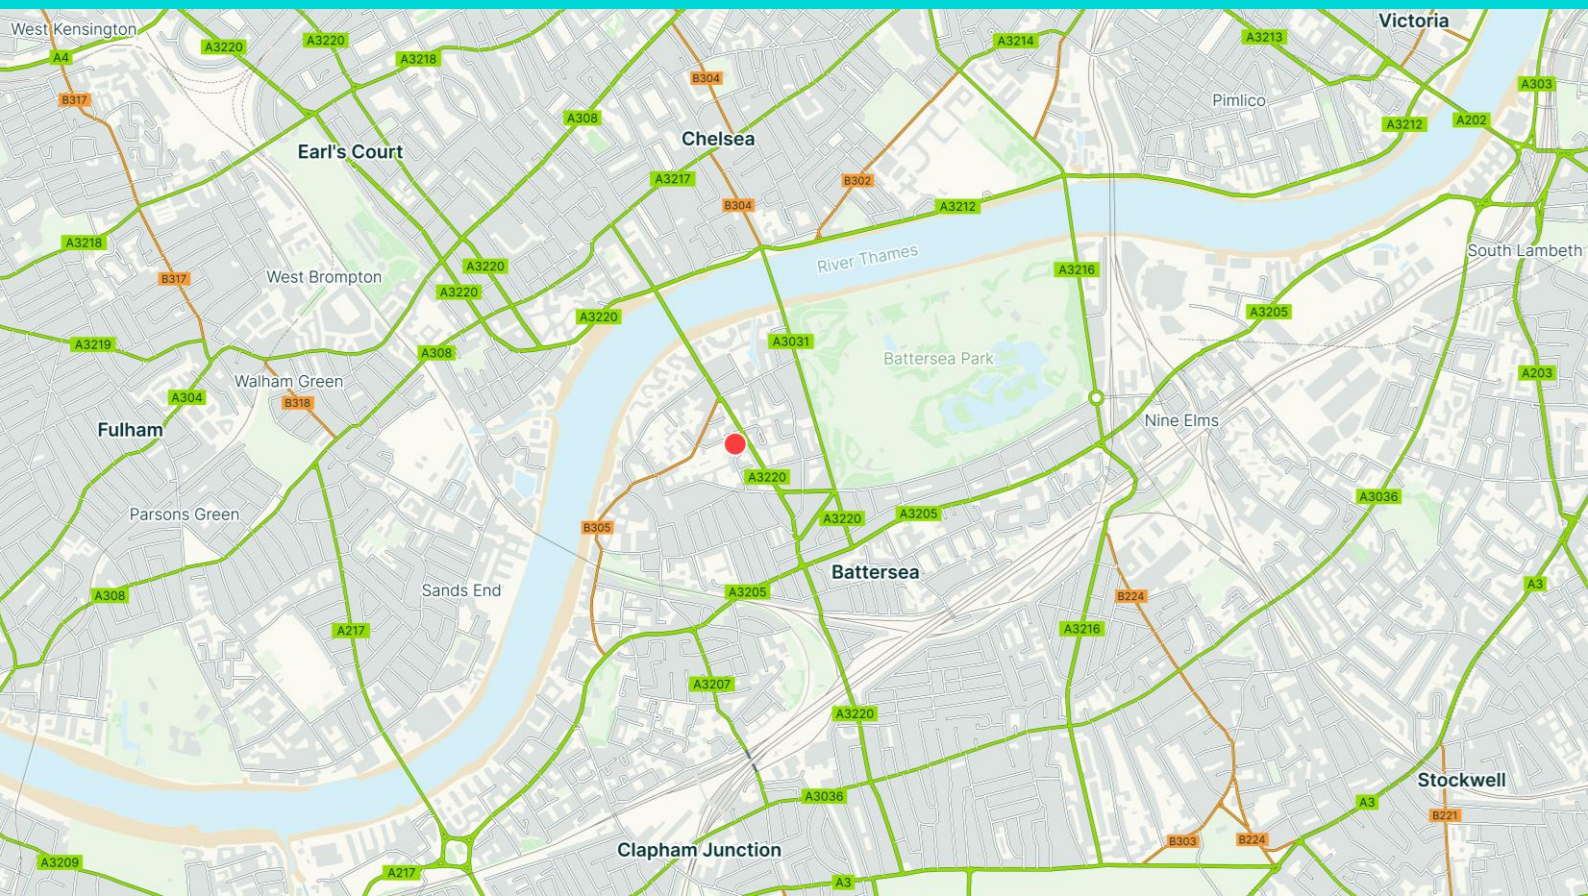 West Kensington
A3220
A3220
A3218
A4
B317
B304
A3214
A3213
Victoria
A303
Pimlico
A3212
A202
A308
Chelsea
Earl's Court
A3217
B302
B304
A3212
A3218
B317
West Brompton
A3220
A3220
River Thames
A3216
South Lambeth
A3220
A3205
A3219
A308
A3031
Battersea Park
Walham Green
A304
B318
A203
Fulham
Nine Elms
A3220
A3036
Parsons Green
B305
A3220
A3205
Battersea
Sands End
A3205
A308
B224
A3
A217
A3216
A3207
A3220
Stockwell
A3036
A3
B221
Clapham Junction
B303
B224
A3209
A217
A3